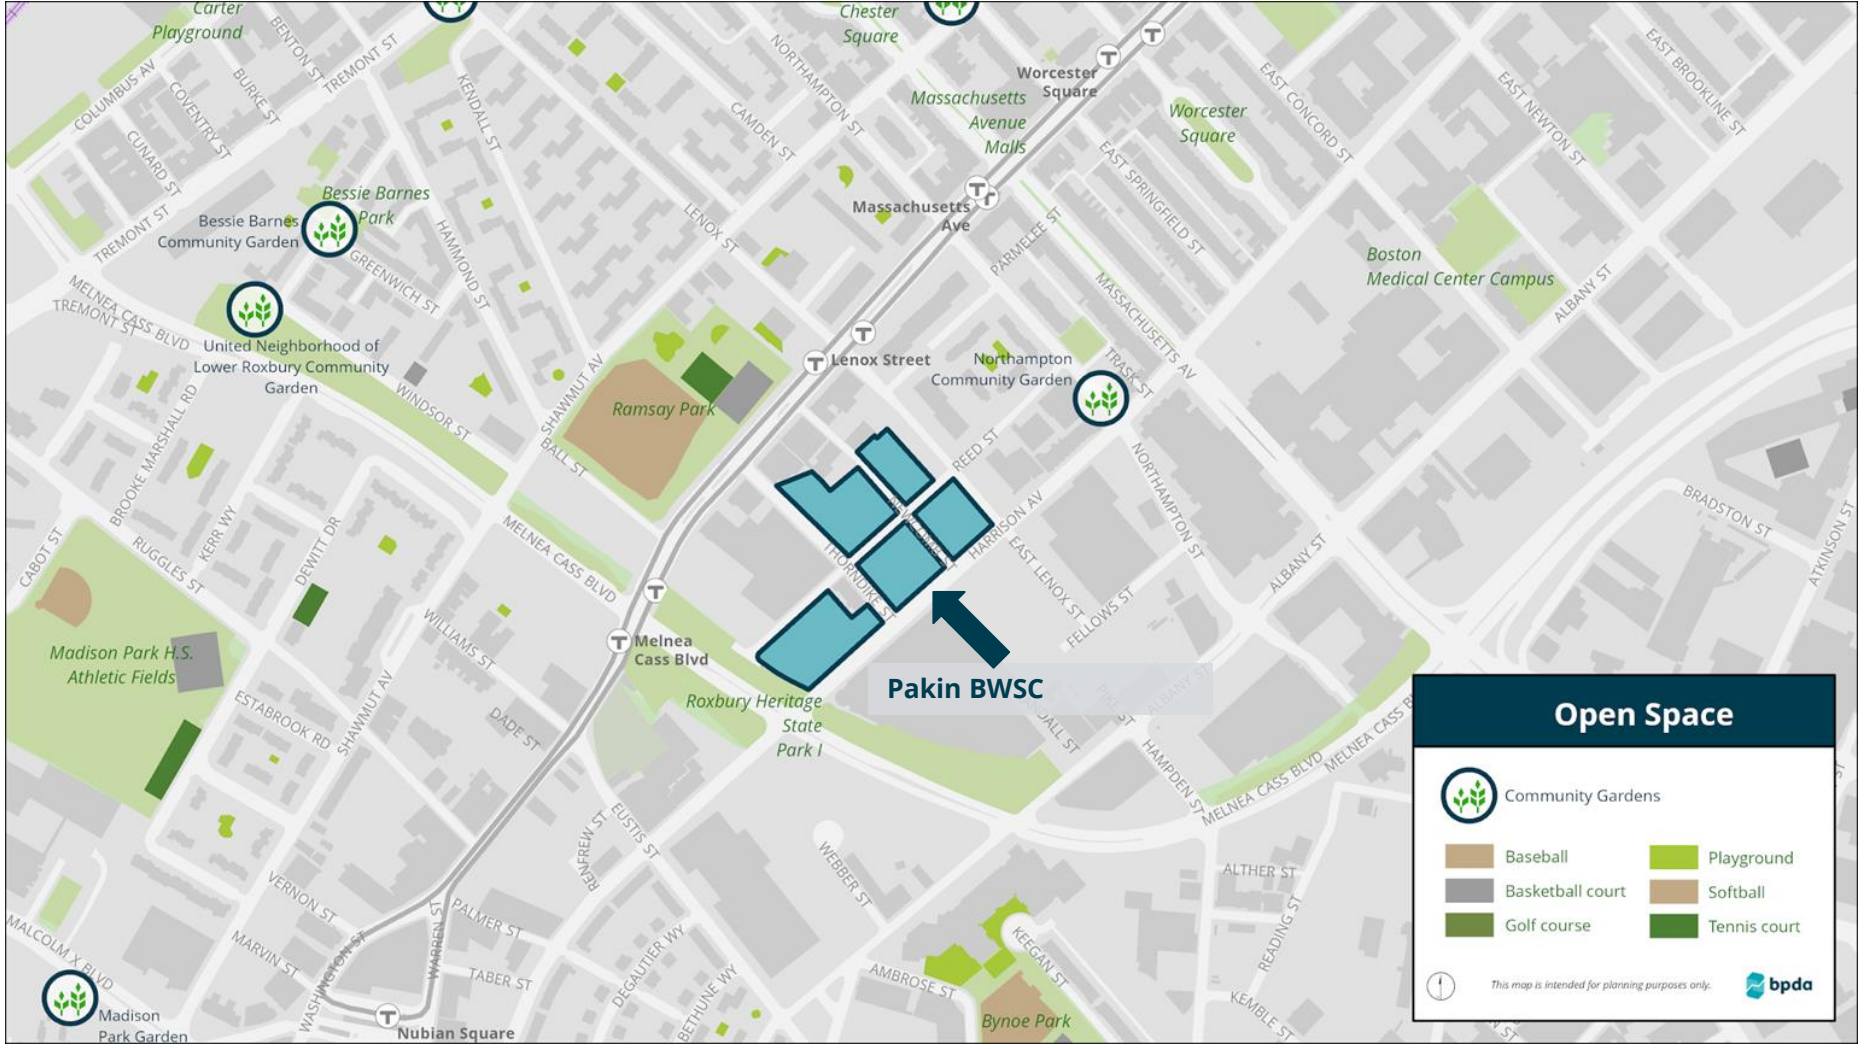 Carter
Playground
Chester
Square
BENTON ST
TREMONT ST
COLUMBUS AV
COVENTRY ST
BURKE ST
CUNARD ST
KENDALL ST
NORTHAMPTON ST
CAMDEN ST
Worcester
Square
Massachusetts
Avenue
Malls
Worcester
Square
EAST CONCORD ST
EAST NEWTON ST
EAST BROOKLINE ST
EAST SPRINGFIELD ST
Bessie Barnes
Park
Bessie Barnes
Community Garden
TREMONT ST
GREENWICH ST
HAMMOND ST
LENOX ST
Massachusetts
Ave
PARMELEE ST
MASSACHUSETTS AV
Boston
Medical Center Campus
ALBANY ST
MELNEA CASS BLVD
TREMONT ST
United Neighborhood of
Lower Roxbury Community
Garden
WINDSOR ST
SHAWMUT AV
Lenox Street
Northampton
Community Garden
TRASK ST
Ramsay Park
BALL ST
BROOKE MARSHALL RD
REED ST
NORTHAMPTON ST
HARRISON AV
BRADSTON ST
ATKINSON ST
CABOT ST
RUGGLES ST
KERR WY
DEWITT DR
MELNEA CASS BLVD
THORNDIKE ST
EAST LENOX ST
FELLOWS ST
ALBANY ST
WILLIAMS ST
Melnea
Cass Blvd
Madison Park H.S.
Athletic Fields
Pakin BWSC
Roxbury Heritage
State
Park I
ALBANY ST
ESTABROOK RD
SHAWMUT AV
DADE ST
HAMPDEN ST
MELNEA CASS BLVD
EUSTIS ST
RENFREW ST
WEBBER ST
ALTHER ST
READING ST
VERNON ST
PALMER ST
WARREN ST
WASHINGTON ST
MARVIN ST
MALCOLM X BLVD
TABER ST
DEGAUTIER WY
BETHUNE WY
AMBROSE ST
KEEGAN ST
KEMBLE ST
Bynoe Park
Madison
Park Garden
Nubian Square
Open Space
Community Gardens
Baseball
Playground
Basketball court
Softball
Golf course
Tennis court
This map is intended for planning purposes only.
bpda